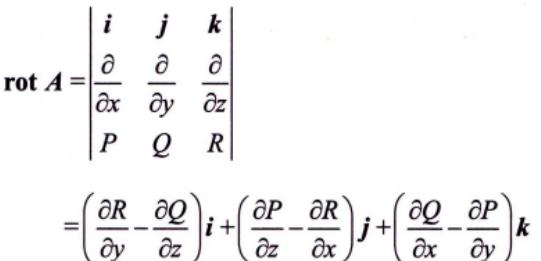 rot A = | i j k |
| ∂/∂x ∂/∂y ∂/∂z |
| P Q R |
= (∂R/∂y − ∂Q/∂z) i + (∂P/∂z − ∂R/∂x) j + (∂Q/∂x − ∂P/∂y) k